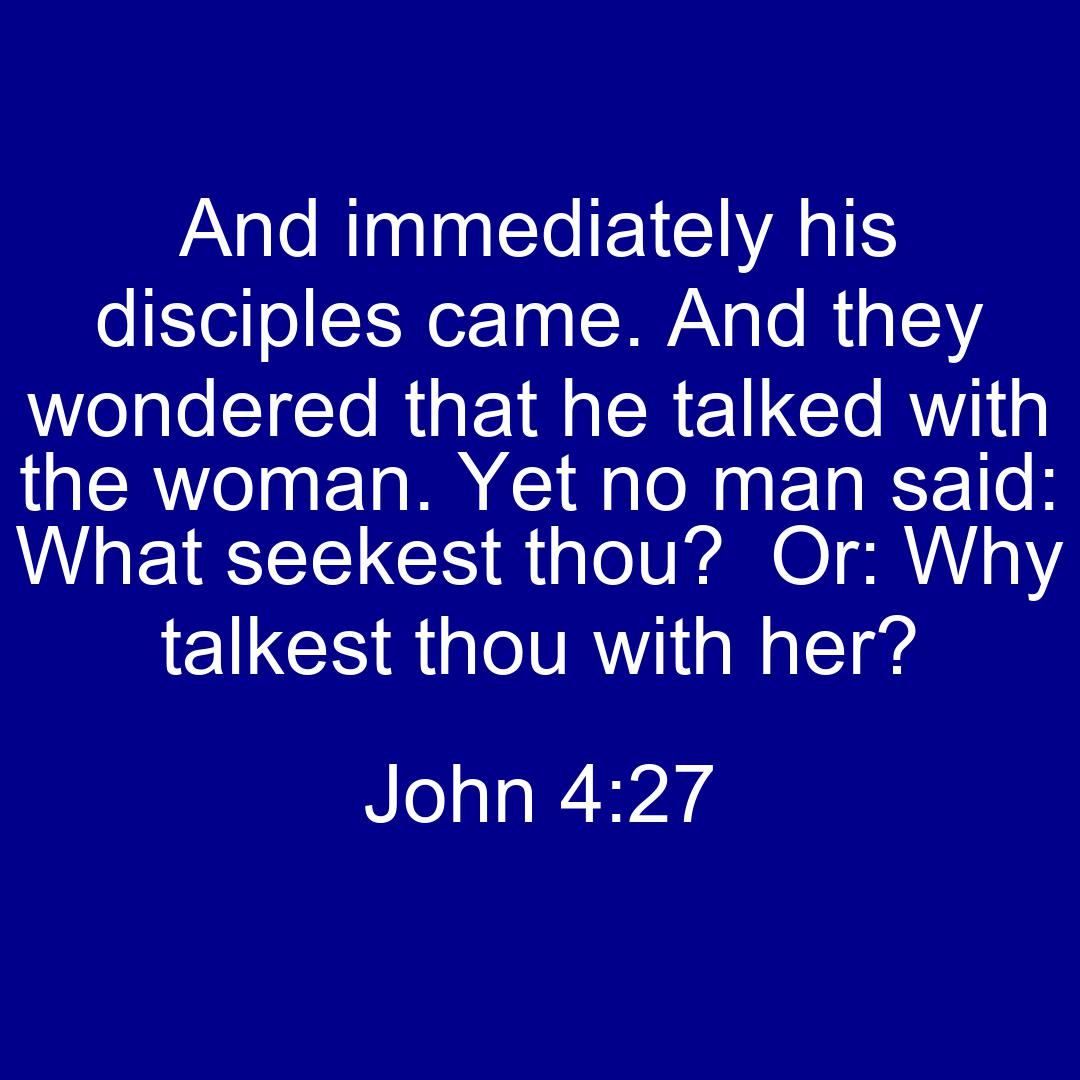 And immediately his
disciples came. And they
wondered that he talked with
the woman. Yet no man said:
What seekest thou?  Or: Why
talkest thou with her?
John 4:27